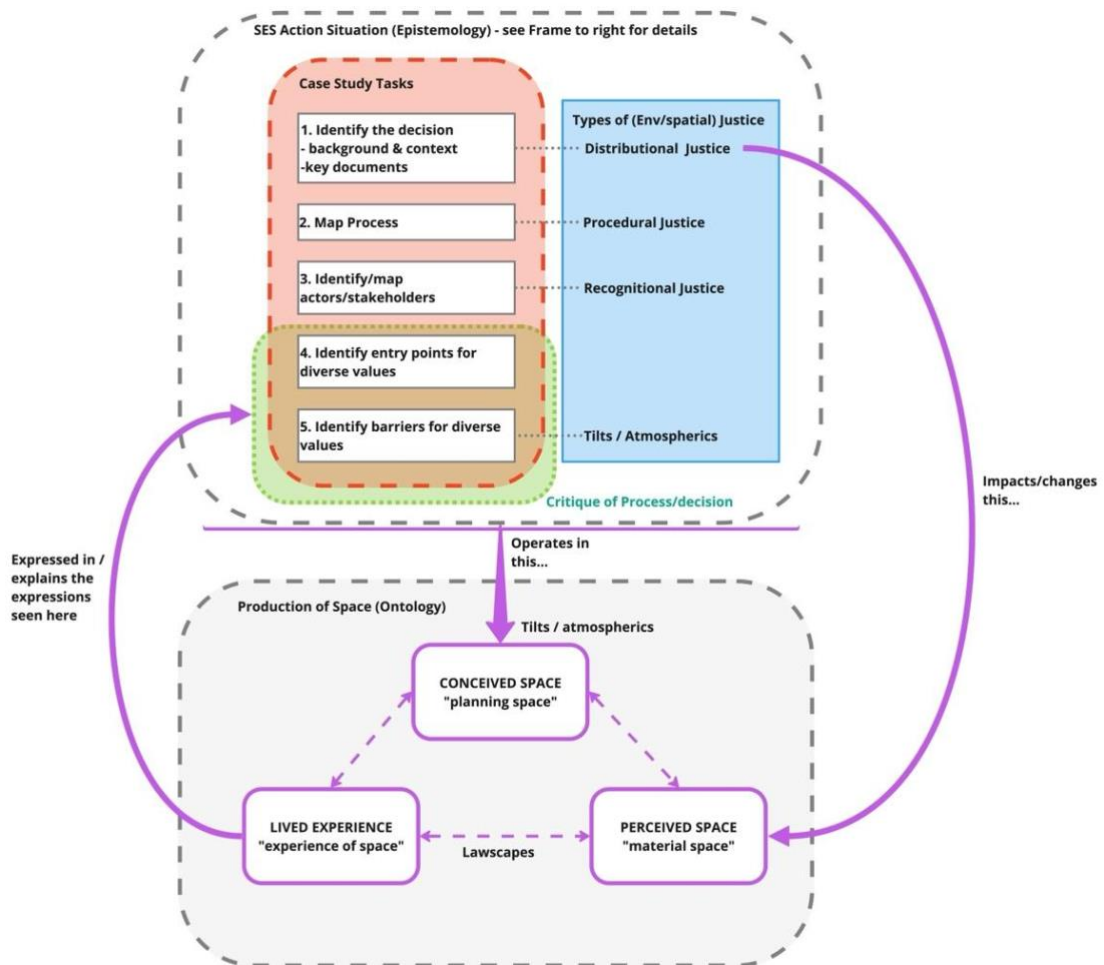 SES Action Situation (Epistemology) - see Frame to right for details
Case Study Tasks
1. Identify the decision
- background & context
-key documents
2. Map Process
3. Identify/map
actors/stakeholders
4. Identify entry points for
diverse values
5. Identify barriers for diverse
values
Types of (Env/spatial) Justice
Distributional Justice
Procedural Justice
Recognitional Justice
Tilts / Atmospherics
Critique of Process/decision
Impacts/changes
this...
Expressed in /
explains the
expressions
seen here
Operates in
this...
Production of Space (Ontology)
Tilts / atmospherics
CONCEIVED SPACE
"planning space"
LIVED EXPERIENCE
"experience of space"
Lawscapes
PERCEIVED SPACE
"material space"